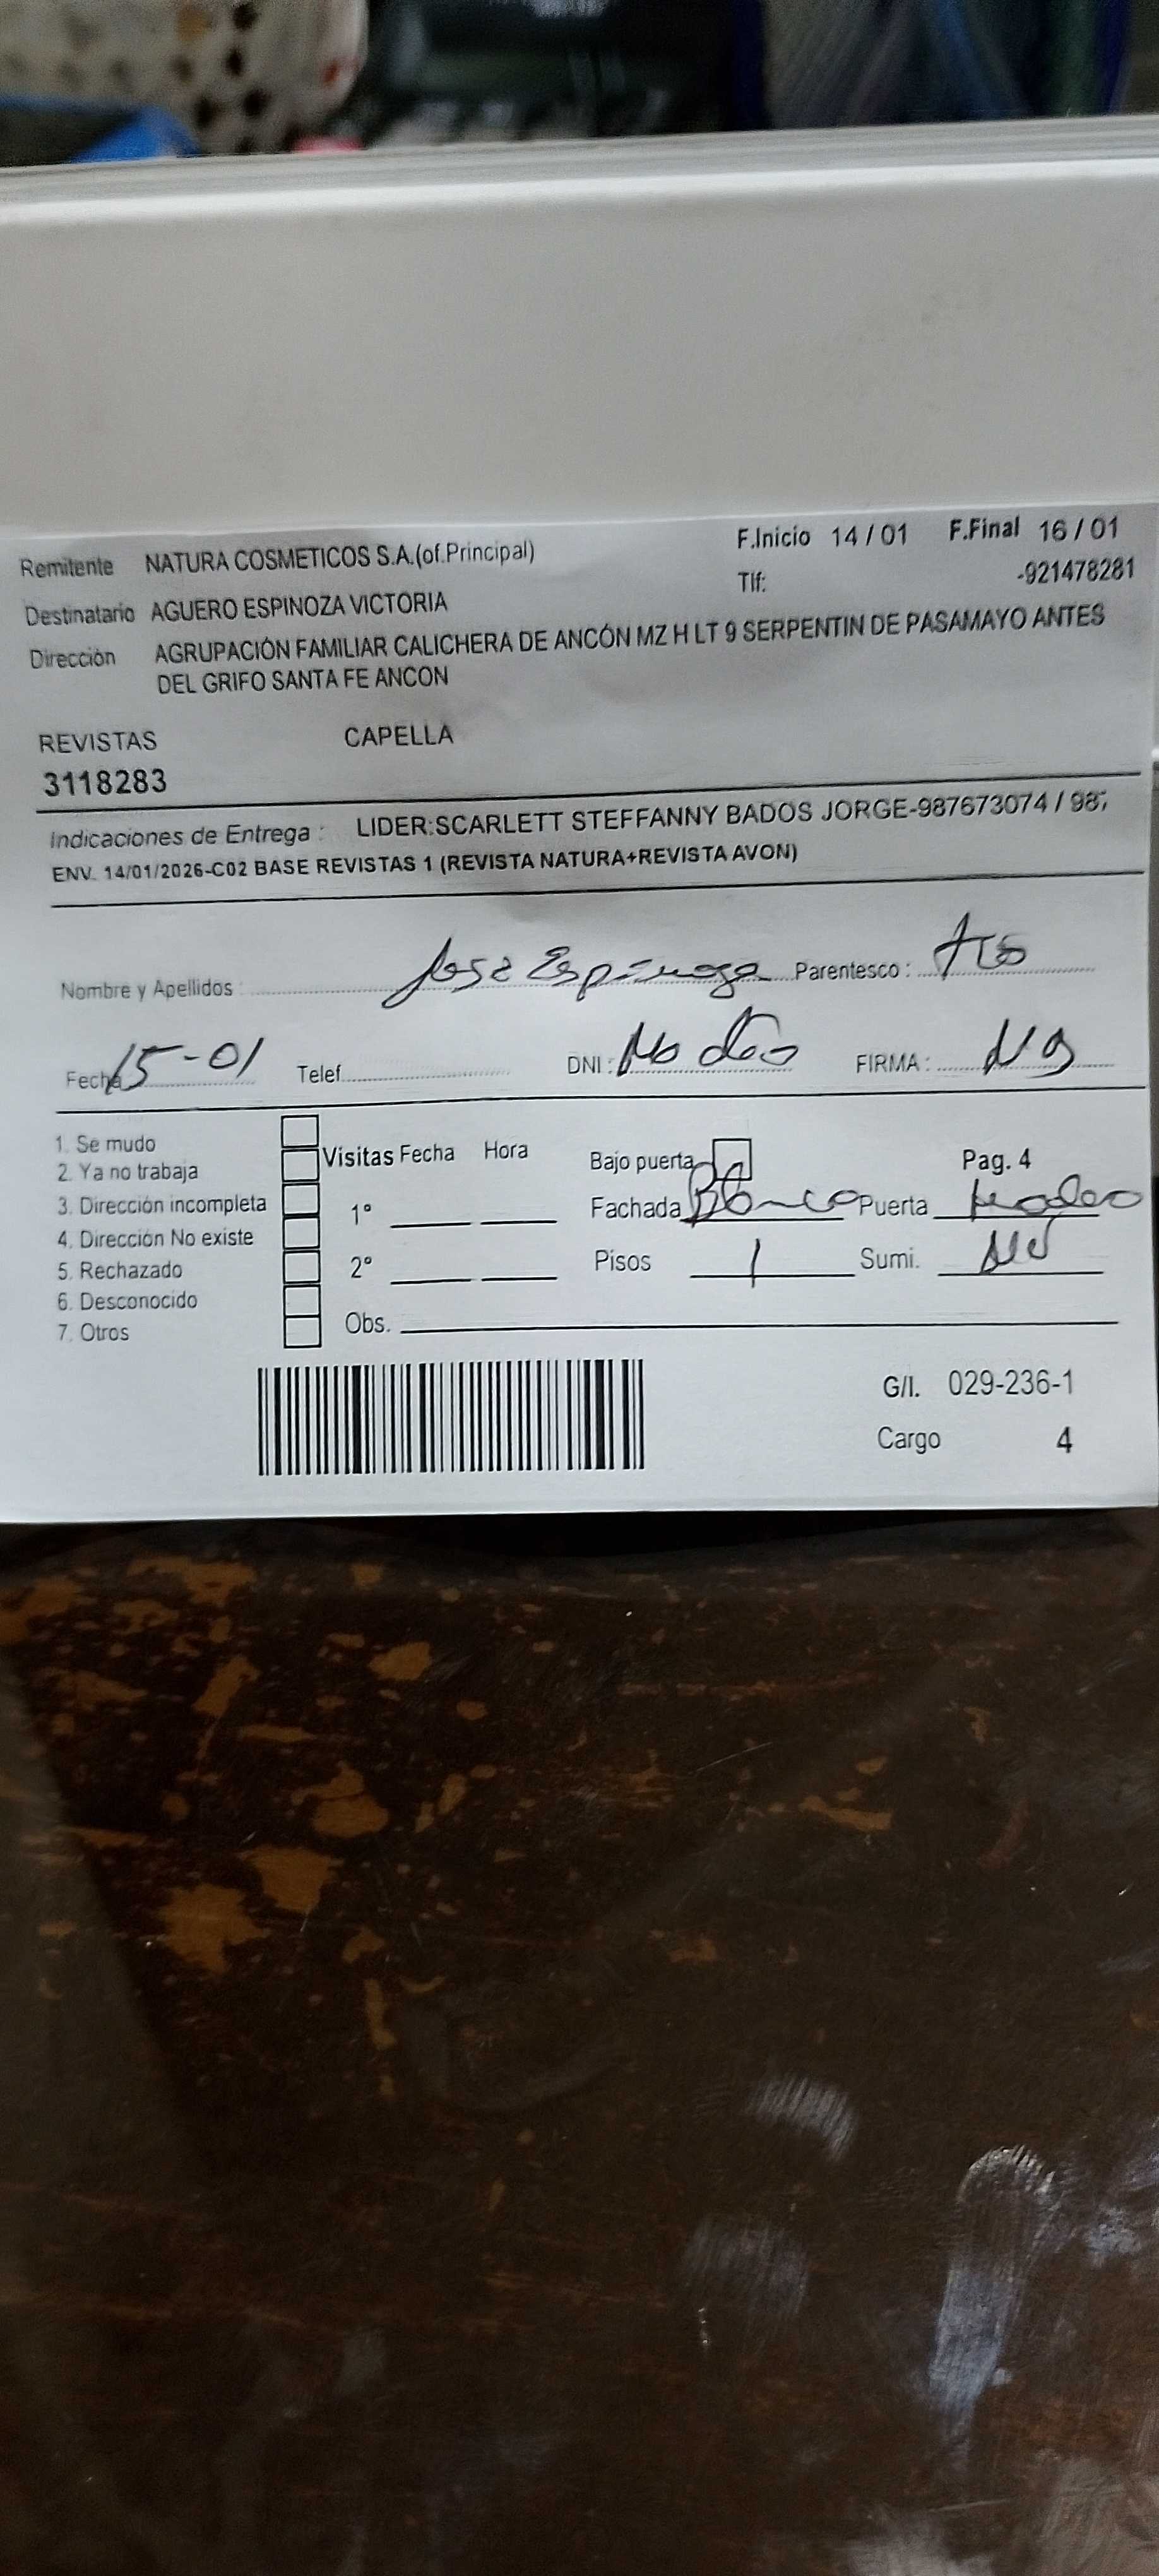 F.Inicio 14 / 01 F.Final 16 / 01
Remitente NATURA COSMETICOS S.A.(of.Principal)
Tlf: -921478281
Destinatario AGUERO ESPINOZA VICTORIA
Dirección AGRUPACIÓN FAMILIAR CALICHERA DE ANCÓN MZ H LT 9 SERPENTIN DE PASAMAYO ANTES
DEL GRIFO SANTA FE ANCON
REVISTAS CAPELLA
3118283
Indicaciones de Entrega : LIDER:SCARLETT STEFFANNY BADOS JORGE-987673074 / 98
ENV. 14/01/2026-C02 BASE REVISTAS 1 (REVISTA NATURA+REVISTA AVON)
Nombre y Apellidos : Jose Espinoza Parentesco :
Fecha 15-01 Telef. DNI : No dio FIRMA :
1. Se mudo
2. Ya no trabaja
3. Dirección incompleta
4. Dirección No existe
5. Rechazado
6. Desconocido
7. Otros
Visitas Fecha Hora
1°
2°
Obs.
Bajo puerta Pag. 4
Fachada Blanco Puerta
Pisos 1 Sumi.
G/I. 029-236-1
Cargo 4